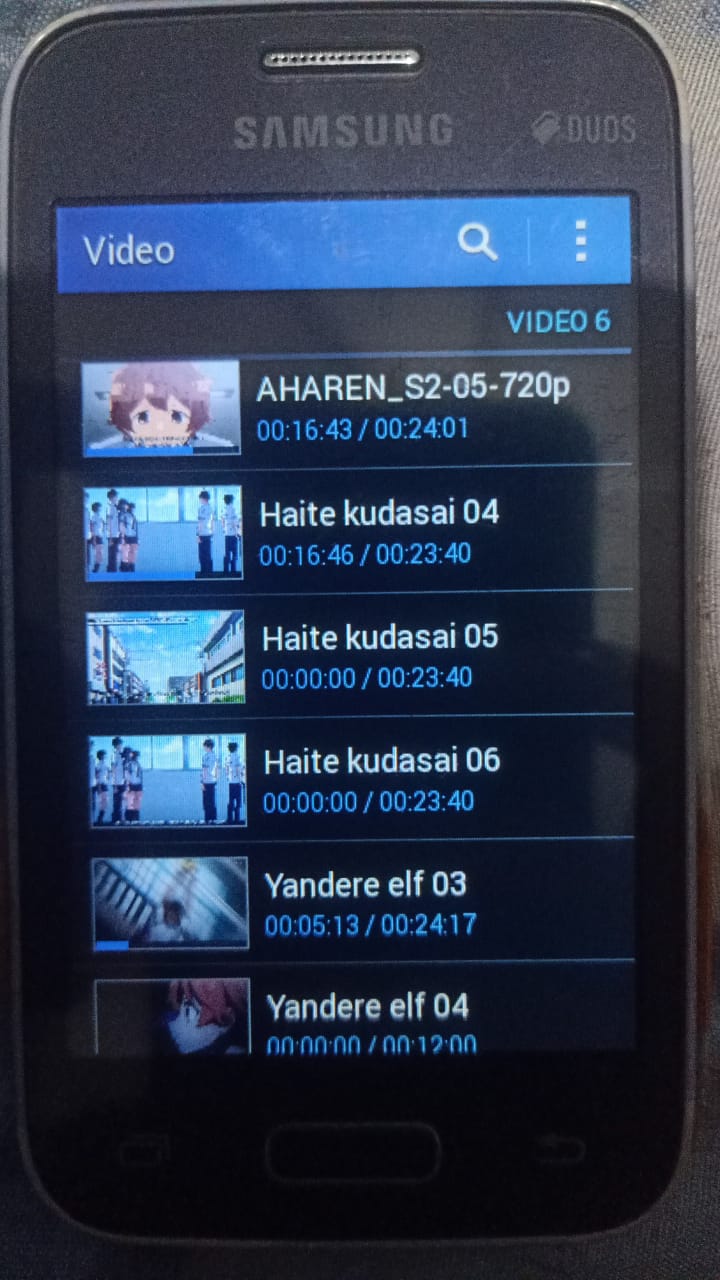 SAMSUNG
DUOS
Video
VIDEO 6
AHAREN_S2-05-720p
00:16:43 / 00:24:01
Haite kudasai 04
00:16:46 / 00:23:40
Haite kudasai 05
00:00:00 / 00:23:40
Haite kudasai 06
00:00:00 / 00:23:40
Yandere elf 03
00:05:13 / 00:24:17
Yandere elf 04
00:00:00 / 00:12:00